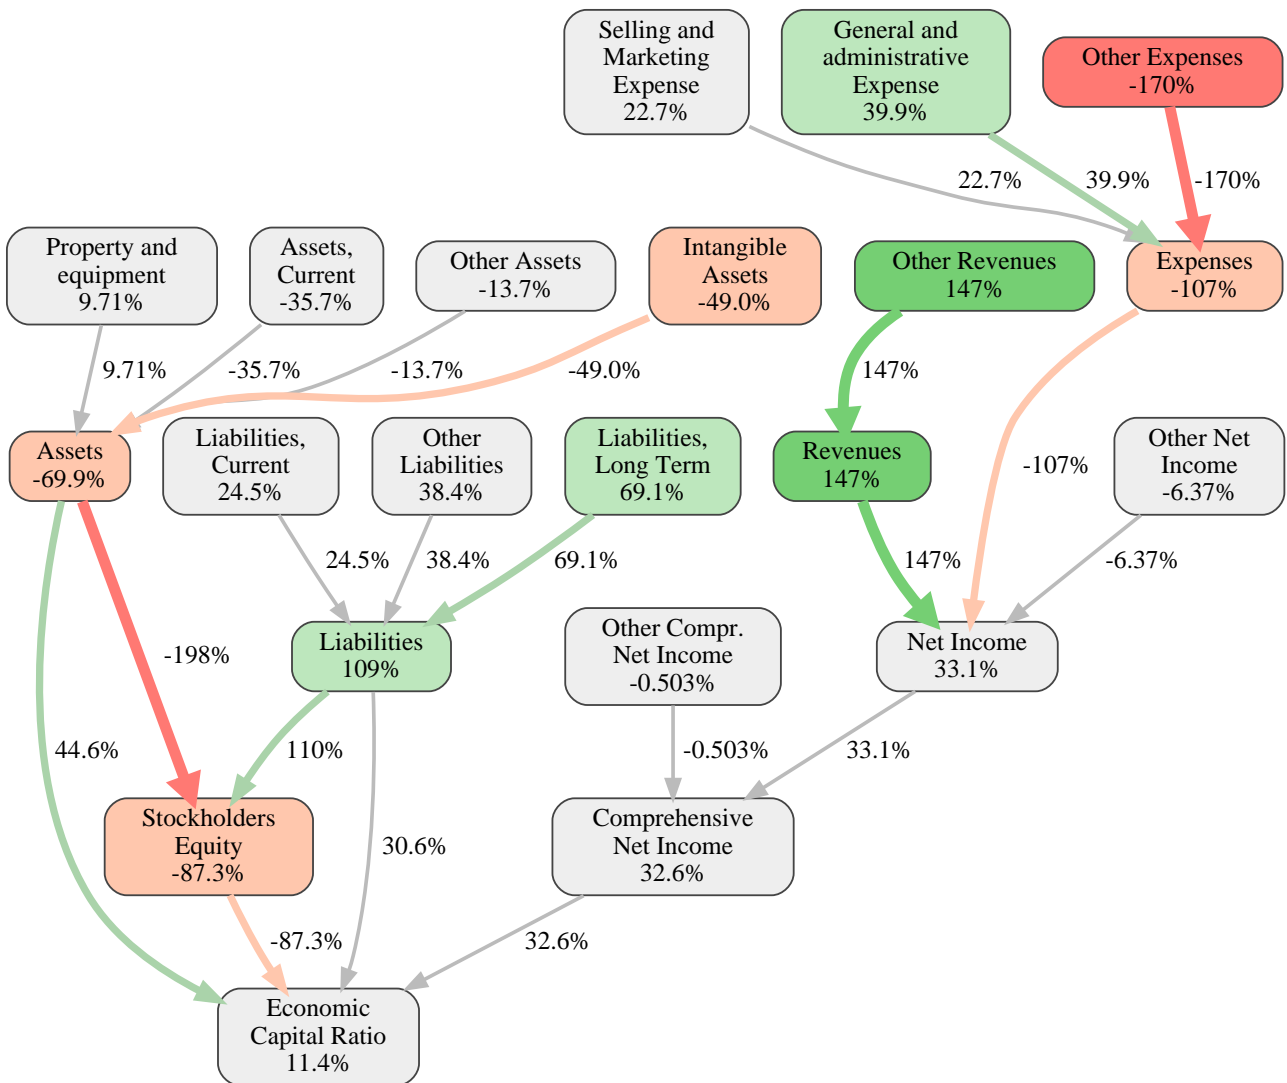 Selling and
Marketing
Expense
22.7%
General and
administrative
Expense
39.9%
Other Expenses
-170%
22.7%
39.9%
-170%
Property and
equipment
9.71%
Assets,
Current
-35.7%
Other Assets
-13.7%
Intangible
Assets
-49.0%
Other Revenues
147%
Expenses
-107%
9.71%
-35.7%
-13.7%
-49.0%
147%
Assets
-69.9%
Liabilities,
Current
24.5%
Other
Liabilities
38.4%
Liabilities,
Long Term
69.1%
Revenues
147%
-107%
Other Net
Income
-6.37%
24.5%
38.4%
69.1%
147%
-6.37%
-198%
Liabilities
109%
Other Compr.
Net Income
-0.503%
Net Income
33.1%
44.6%
110%
-0.503%
33.1%
Stockholders
Equity
-87.3%
30.6%
Comprehensive
Net Income
32.6%
-87.3%
32.6%
Economic
Capital Ratio
11.4%